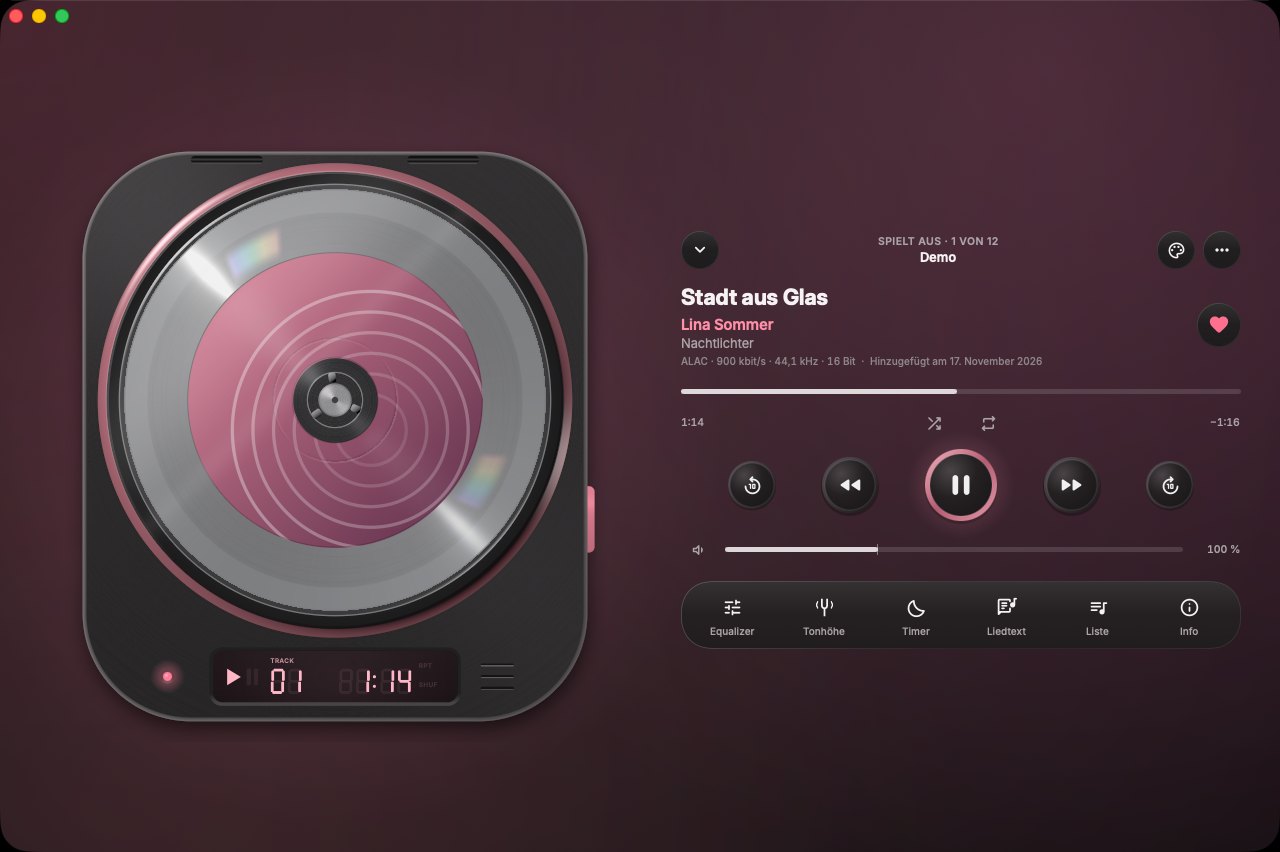 SPIELT AUS · 1 VON 12
Demo
Stadt aus Glas
Lina Sommer
Nachtlichter
ALAC · 900 kbit/s · 44,1 kHz · 16 Bit · Hinzugefügt am 17. November 2026
1:14
−1:16
10
10
100 %
Equalizer
Tonhöhe
Timer
Liedtext
Liste
Info
TRACK
01
1:14
RPT
SHUF